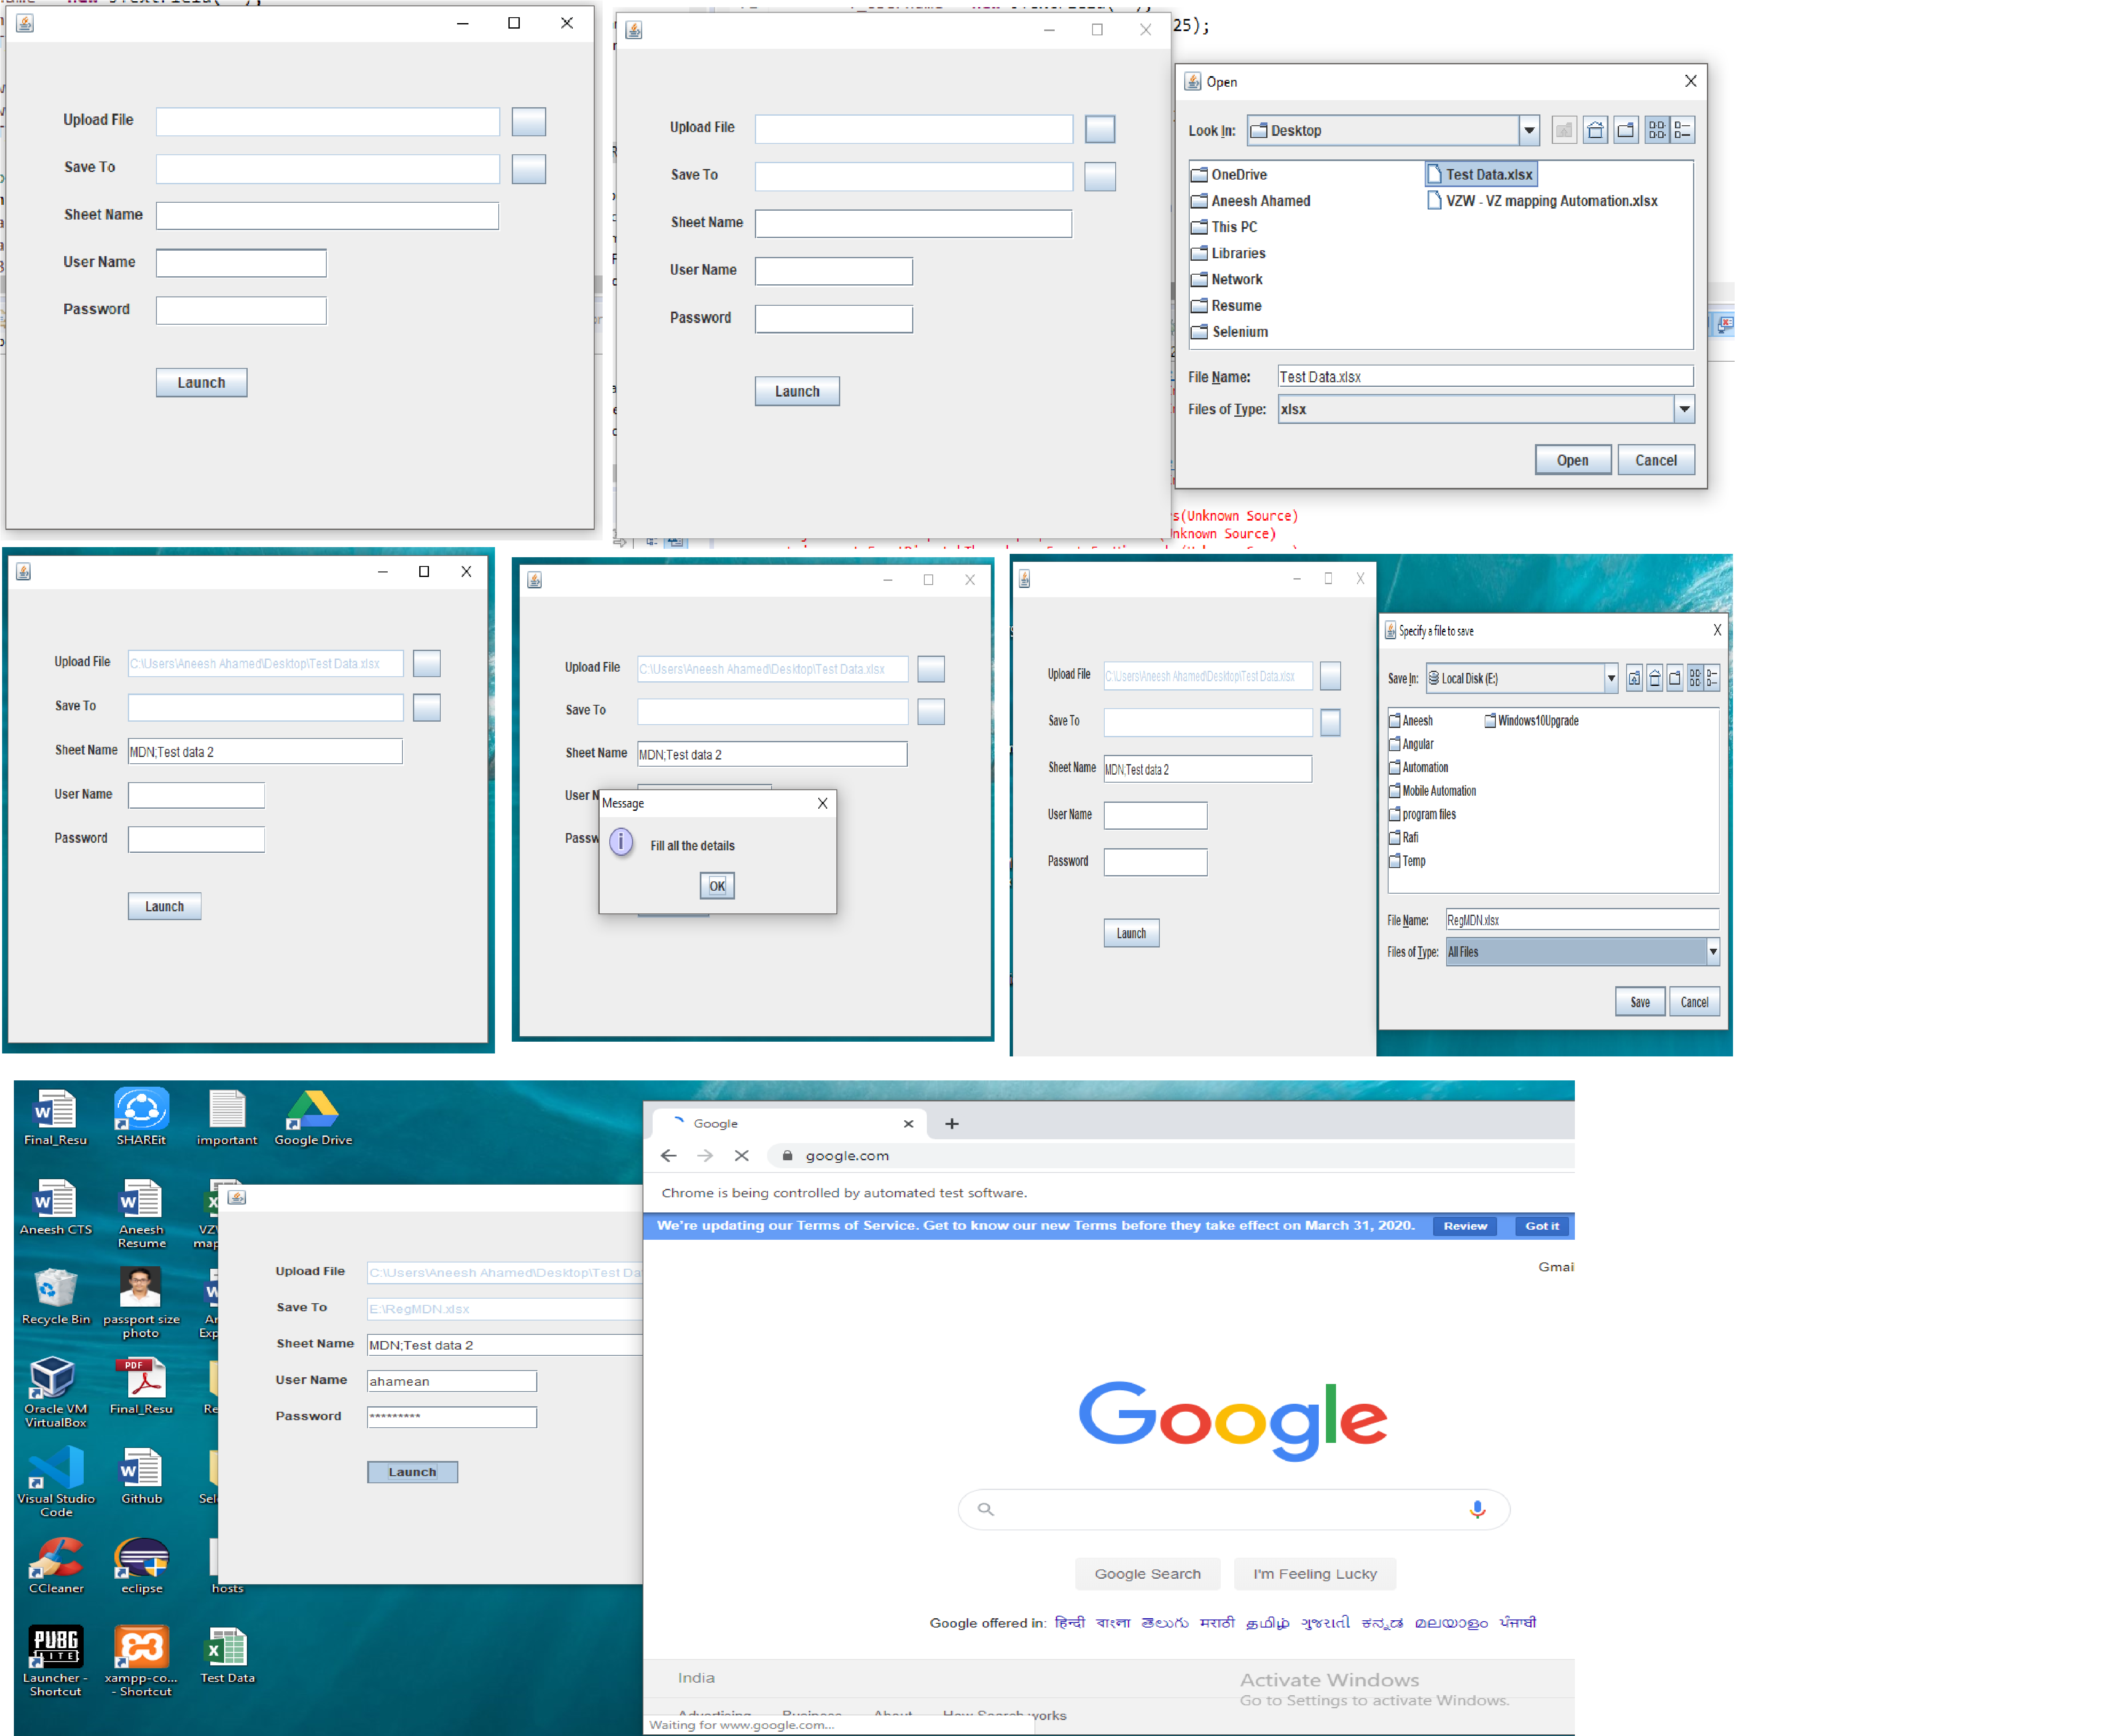 25);
Upload File
Save To
Sheet Name
User Name
Password
Launch
Upload File
Save To
Sheet Name
User Name
Password
Launch
Open
Look In: Desktop
OneDrive
Aneesh Ahamed
This PC
Libraries
Network
Resume
Selenium
Test Data.xlsx
VZW - VZ mapping Automation.xlsx
File Name: Test Data.xlsx
Files of Type: xlsx
Open Cancel
s(Unknown Source)
(Unknown Source)
Upload File C:\Users\Aneesh Ahamed\Desktop\Test Data.xlsx
Save To
Sheet Name MDN;Test data 2
User Name
Password
Launch
Upload File C:\Users\Aneesh Ahamed\Desktop\Test Data.xlsx
Save To
Sheet Name MDN;Test data 2
User N
Passw
Message
Fill all the details
OK
Upload File C:\Users\Aneesh Ahamed\Desktop\Test Data.xlsx
Save To
Sheet Name MDN;Test data 2
User Name
Password
Launch
Specify a file to save
Save In: Local Disk (E:)
Aneesh
Angular
Automation
Mobile Automation
program files
Rafi
Temp
Windows10Upgrade
File Name: RegMDN.xlsx
Files of Type: All Files
Save Cancel
Final_Resu SHAREit important Google Drive
Aneesh CTS
Aneesh
Resume
VZW
map
Recycle Bin
passport size
photo
Exp
PDF
Oracle VM
VirtualBox
Final_Resu
Re
Visual Studio
Code
Github
Sel
CCleaner eclipse hosts
PUBG
LITE
Launcher -
Shortcut
xampp-co...
- Shortcut
Test Data
Upload File C:\Users\Aneesh Ahamed\Desktop\Test Da
Save To E:\RegMDN.xlsx
Sheet Name MDN;Test data 2
User Name ahamean
Password *********
Launch
Google
google.com
Chrome is being controlled by automated test software.
We're updating our Terms of Service. Get to know our new Terms before they take effect on March 31, 2020. Review Got it
Gmai
Google
Google Search I'm Feeling Lucky
Google offered in: हिन्दी বাংলা తెలుగు मराठी தமிழ் ગુજરાતી ಕನ್ನಡ മലയാളം ਪੰਜਾਬੀ
India
Activate Windows
Go to Settings to activate Windows.
Advertising Business About How Search works
Waiting for www.google.com...